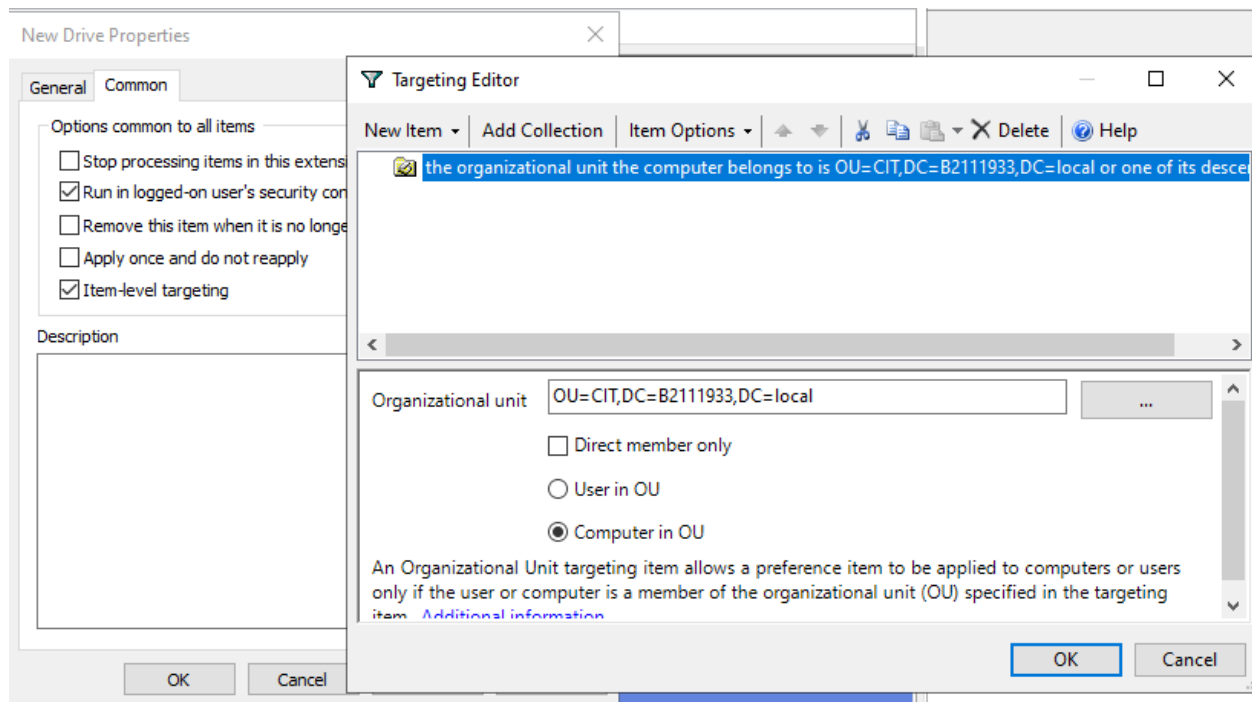 New Drive Properties
General Common
Options common to all items
Stop processing items in this extensi
Run in logged-on user's security con
Remove this item when it is no longe
Apply once and do not reapply
Item-level targeting
Description
OK Cancel
Targeting Editor
New Item Add Collection Item Options Delete Help
the organizational unit the computer belongs to is OU=CIT,DC=B2111933,DC=local or one of its descen
Organizational unit OU=CIT,DC=B2111933,DC=local ...
Direct member only
User in OU
Computer in OU
An Organizational Unit targeting item allows a preference item to be applied to computers or users
only if the user or computer is a member of the organizational unit (OU) specified in the targeting
item. Additional information
OK Cancel